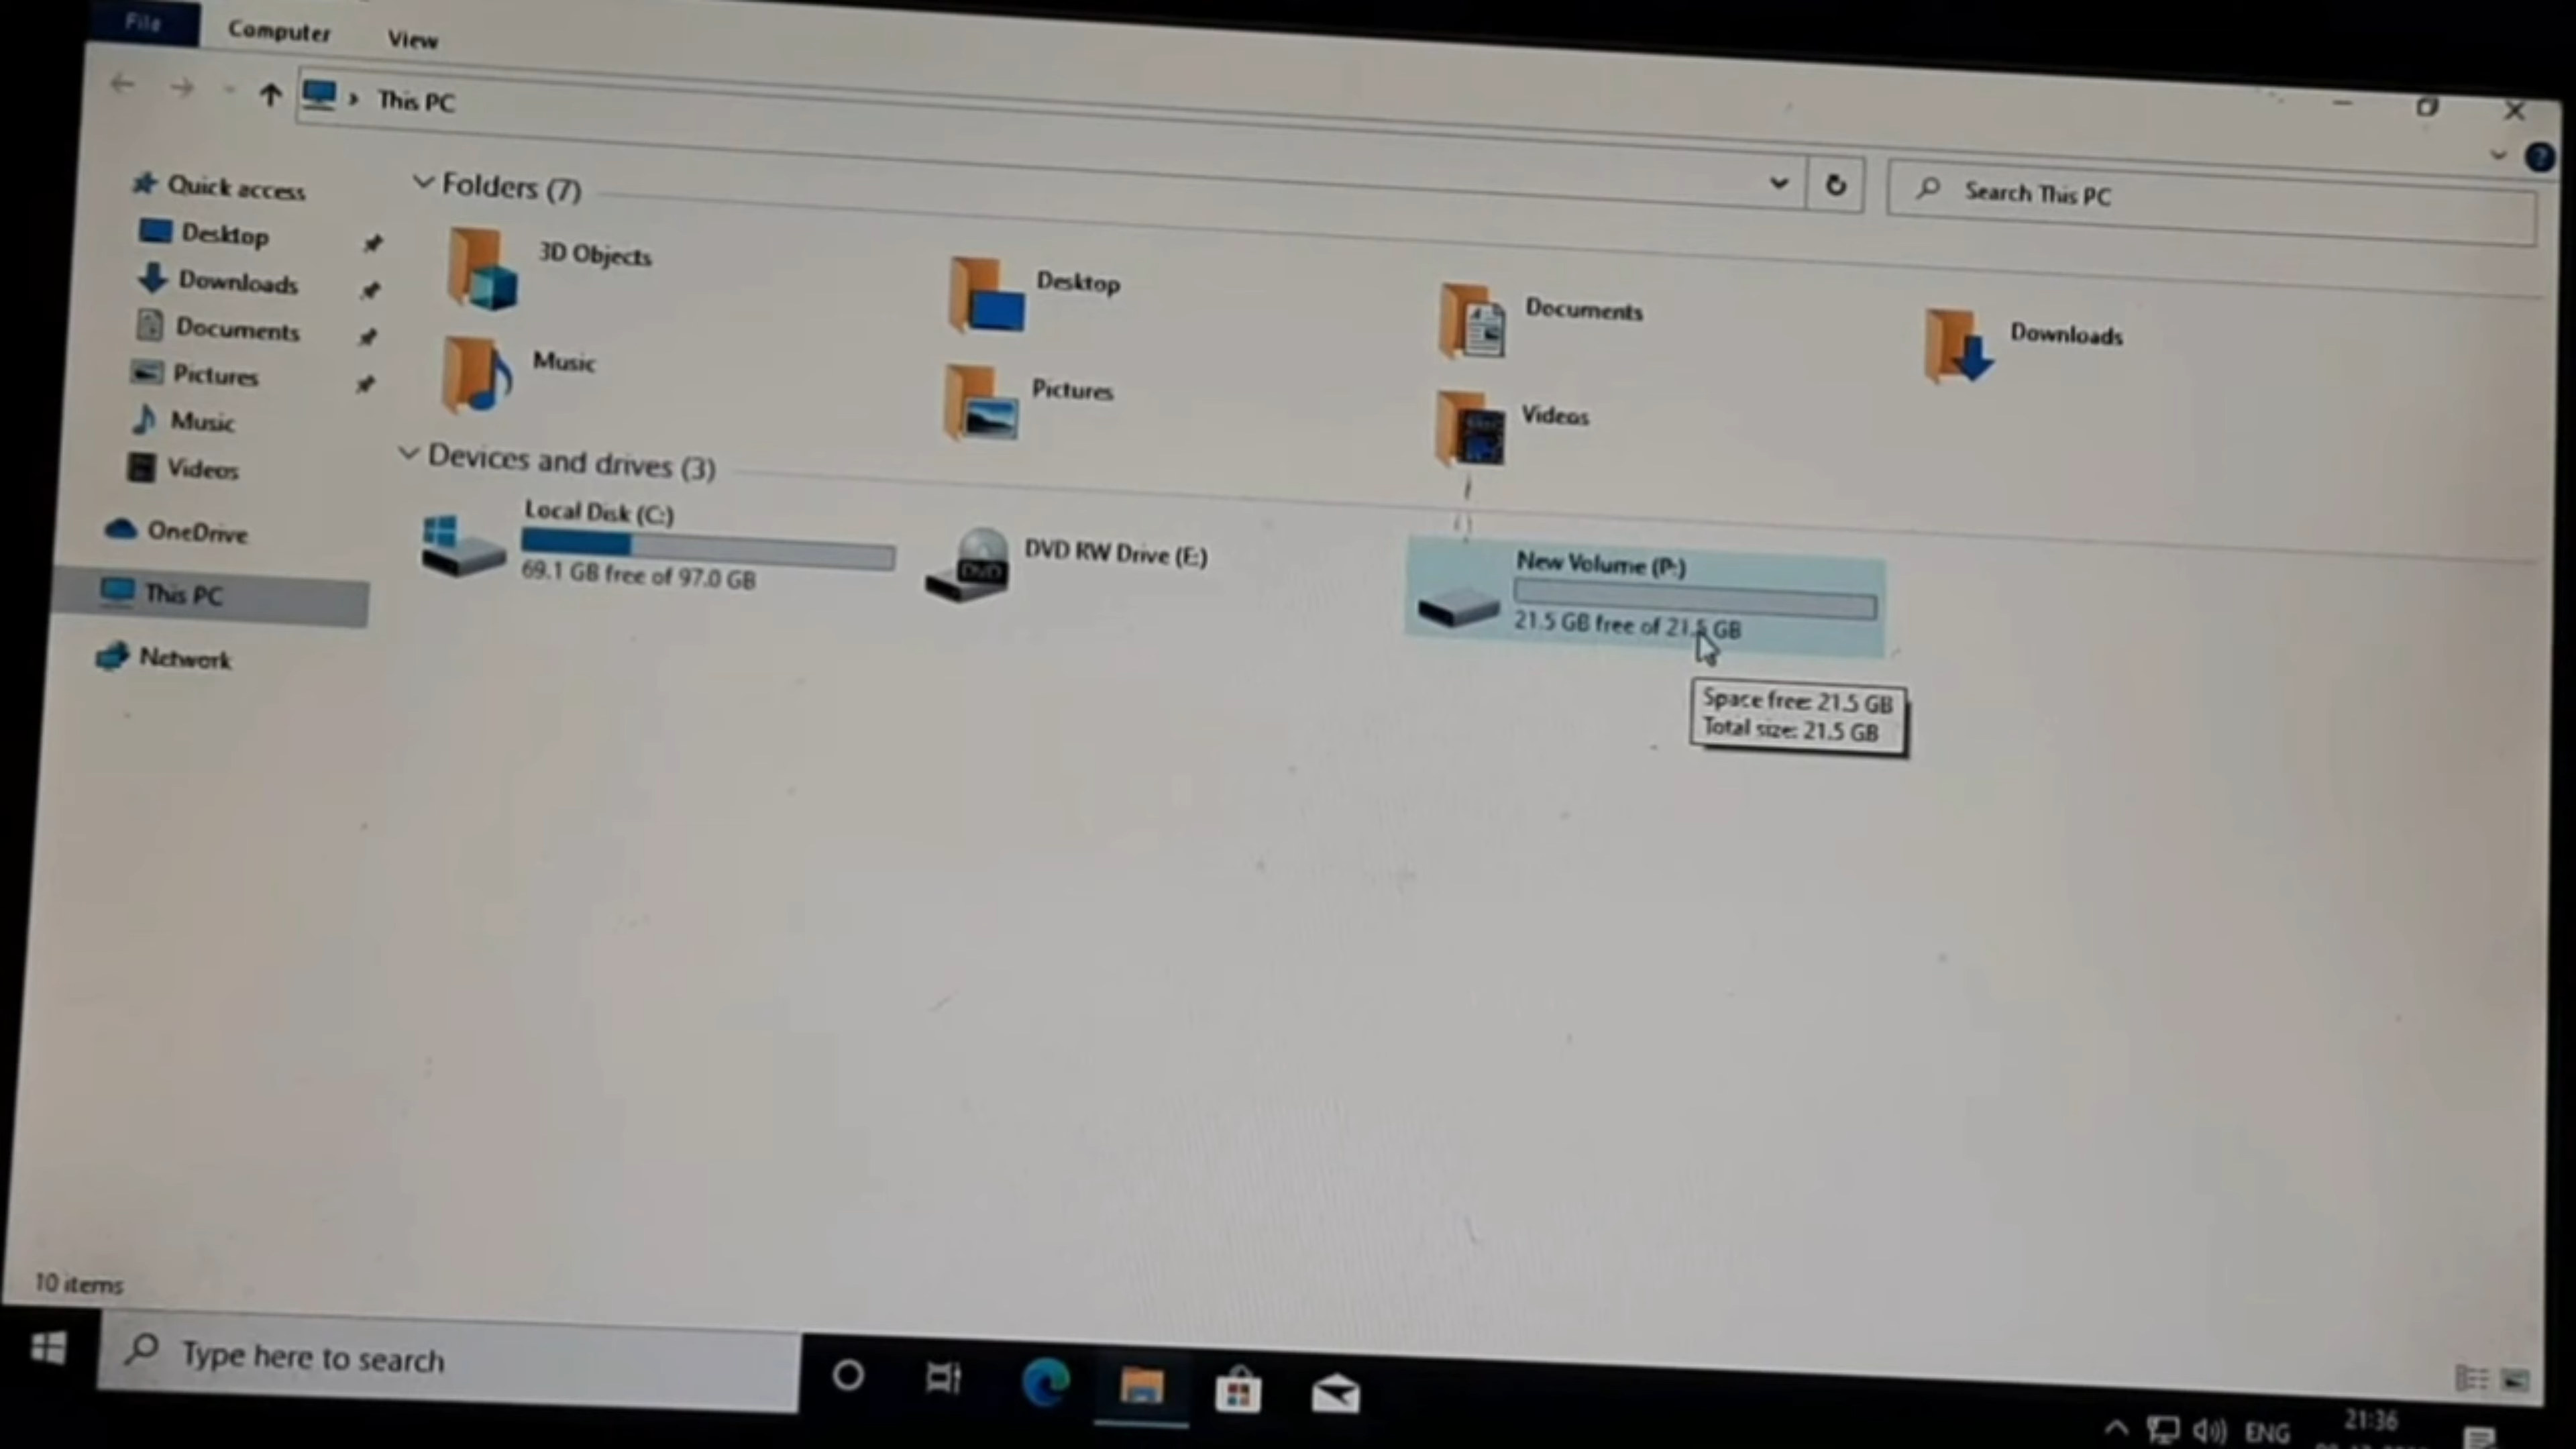 File Computer View
This PC
Search This PC
Quick access
Desktop
Downloads
Documents
Pictures
Music
Videos
OneDrive
This PC
Network
Folders (7)
3D Objects
Desktop
Documents
Downloads
Music
Pictures
Videos
Devices and drives (3)
Local Disk (C:)
69.1 GB free of 97.0 GB
DVD RW Drive (E:)
New Volume (P:)
21.5 GB free of 21.5 GB
Space free: 21.5 GB
Total size: 21.5 GB
10 items
Type here to search
ENG
21:36